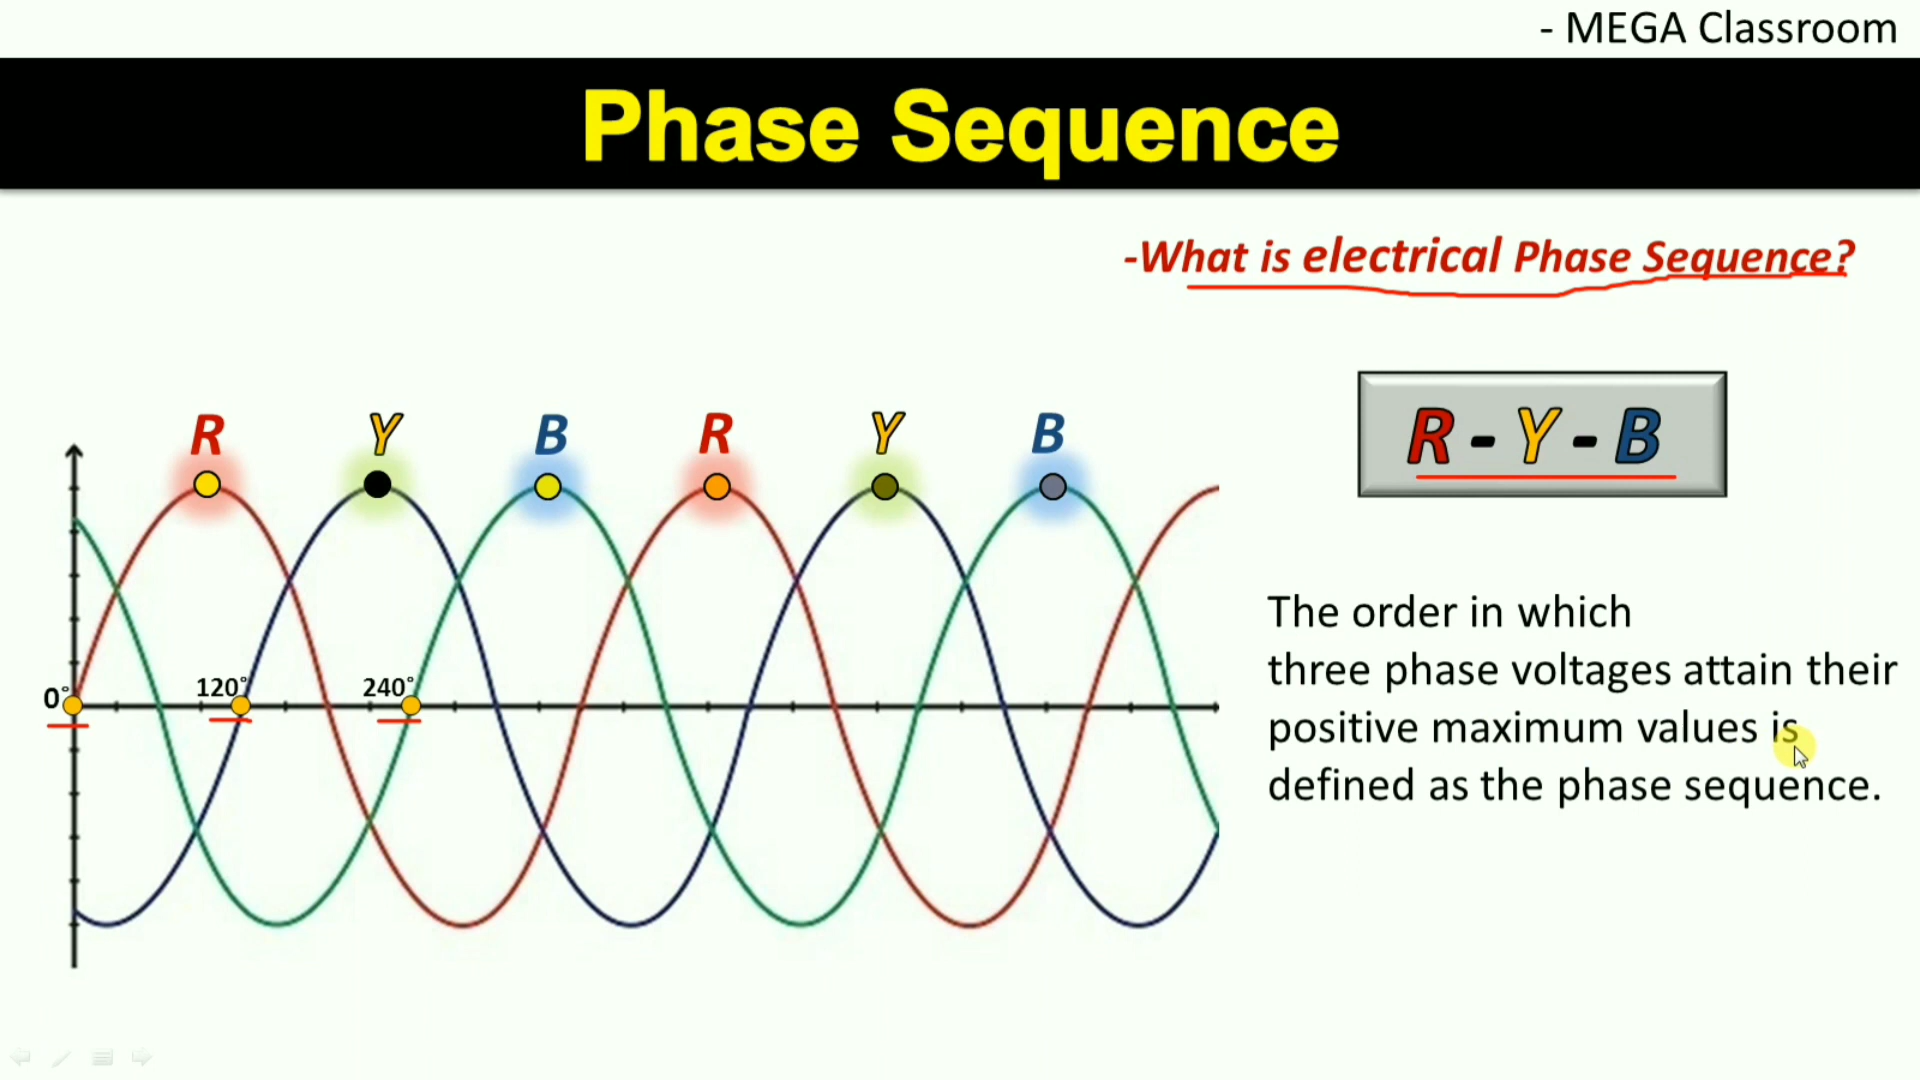 - MEGA Classroom
Phase Sequence
-What is electrical Phase Sequence?
R Y B R Y B
R - Y - B
0° 120° 240°
The order in which
three phase voltages attain their
positive maximum values is
defined as the phase sequence.